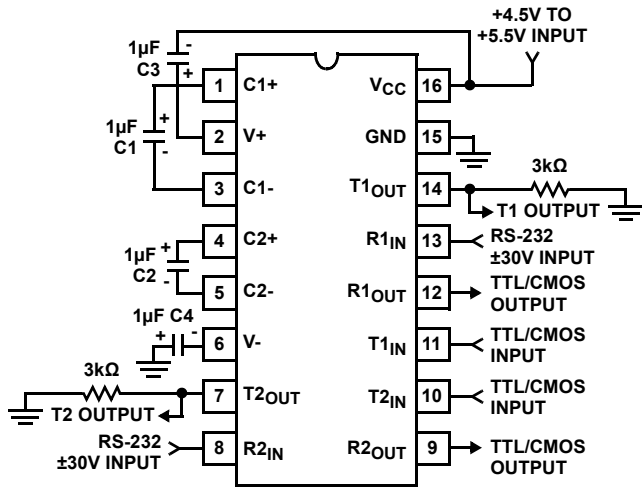 +4.5V TO
+5.5V INPUT
1µF
C3
-
+
1 C1+
VCC 16
+
1µF
C1
-
2 V+
GND 15
3 C1-
T1OUT 14
3kΩ
T1 OUTPUT
4 C2+
R1IN 13
RS-232
±30V INPUT
+
1µF
C2
-
5 C2-
R1OUT 12
TTL/CMOS
OUTPUT
1µF C4
+ -
6 V-
T1IN 11
TTL/CMOS
INPUT
3kΩ
T2 OUTPUT
7 T2OUT
T2IN 10
TTL/CMOS
INPUT
RS-232
±30V INPUT
8 R2IN
R2OUT 9
TTL/CMOS
OUTPUT